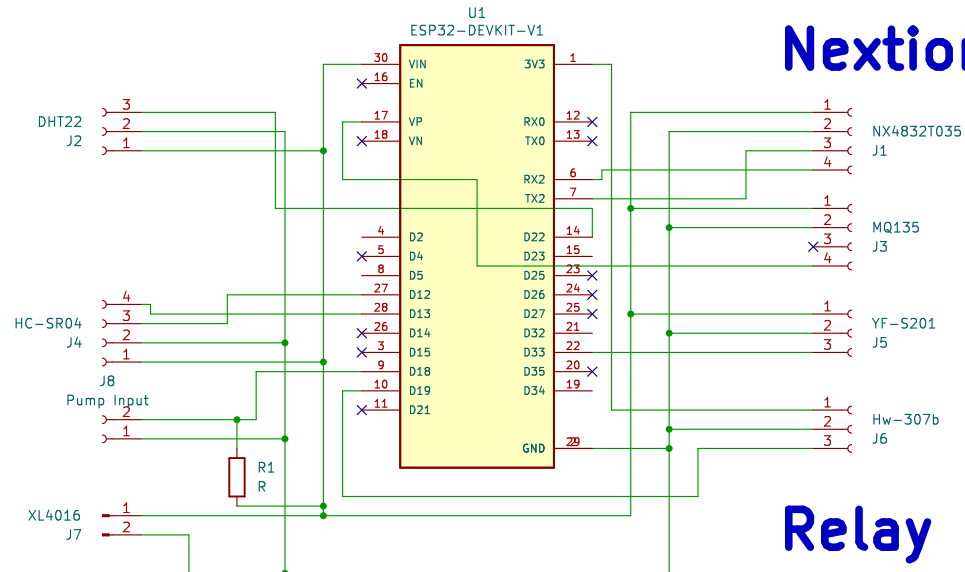 U1
ESP32-DEVKIT-V1
30 VIN 3V3 1
16 EN
17 VP RX0 12
18 VN TX0 13
RX2 6
TX2 7
4 D2 D22 14
5 D4 D23 15
8 D5 D25 23
27 D12 D26 24
28 D13 D27 25
26 D14 D32 21
3 D15 D33 22
9 D18 D35 20
10 D19 D34 19
11 D21
GND
DHT22
J2
3
2
1
HC-SR04
J4
4
3
2
1
J8
Pump Input
2
1
R1
R
XL4016
J7
1
2
1
2
3
4
NX4832T035
J1
1
2
3
4
MQ135
J3
1
2
3
YF-S201
J5
1
2
3
Hw-307b
J6
Relay